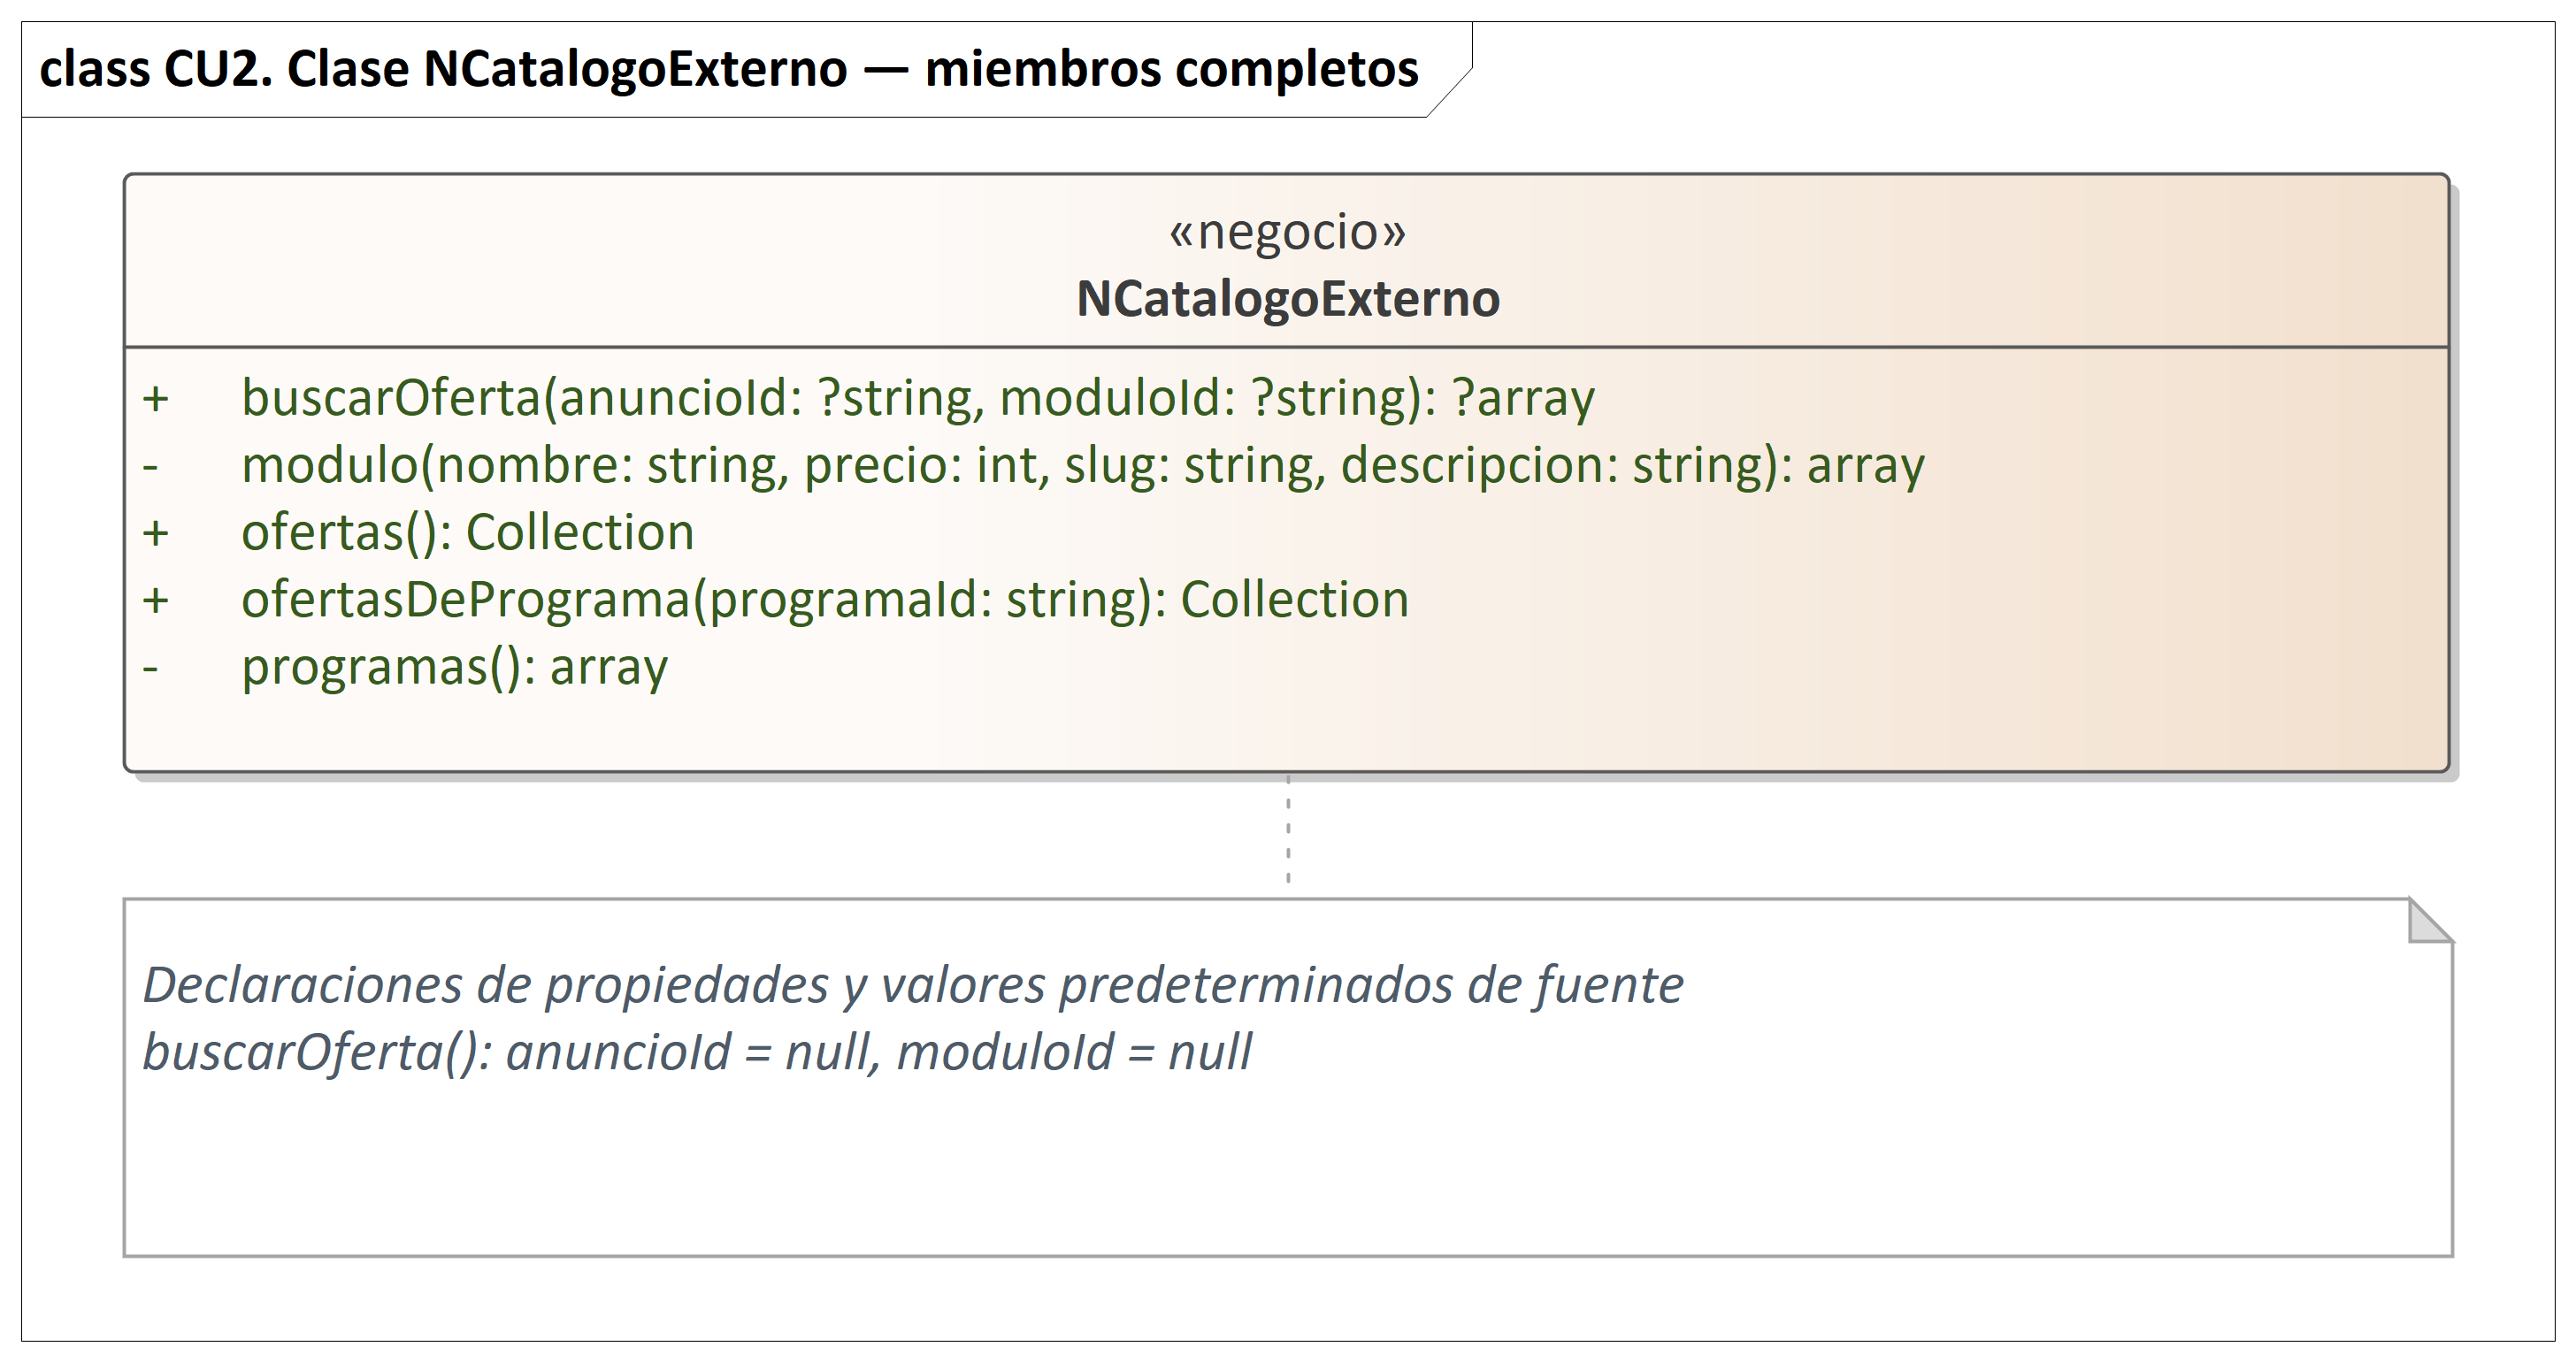 class CU2. Clase NCatalogoExterno — miembros completos
«negocio»
NCatalogoExterno
+ buscarOferta(anuncioId: ?string, moduloId: ?string): ?array
- modulo(nombre: string, precio: int, slug: string, descripcion: string): array
+ ofertas(): Collection
+ ofertasDePrograma(programaId: string): Collection
- programas(): array
Declaraciones de propiedades y valores predeterminados de fuente
buscarOferta(): anuncioId = null, moduloId = null